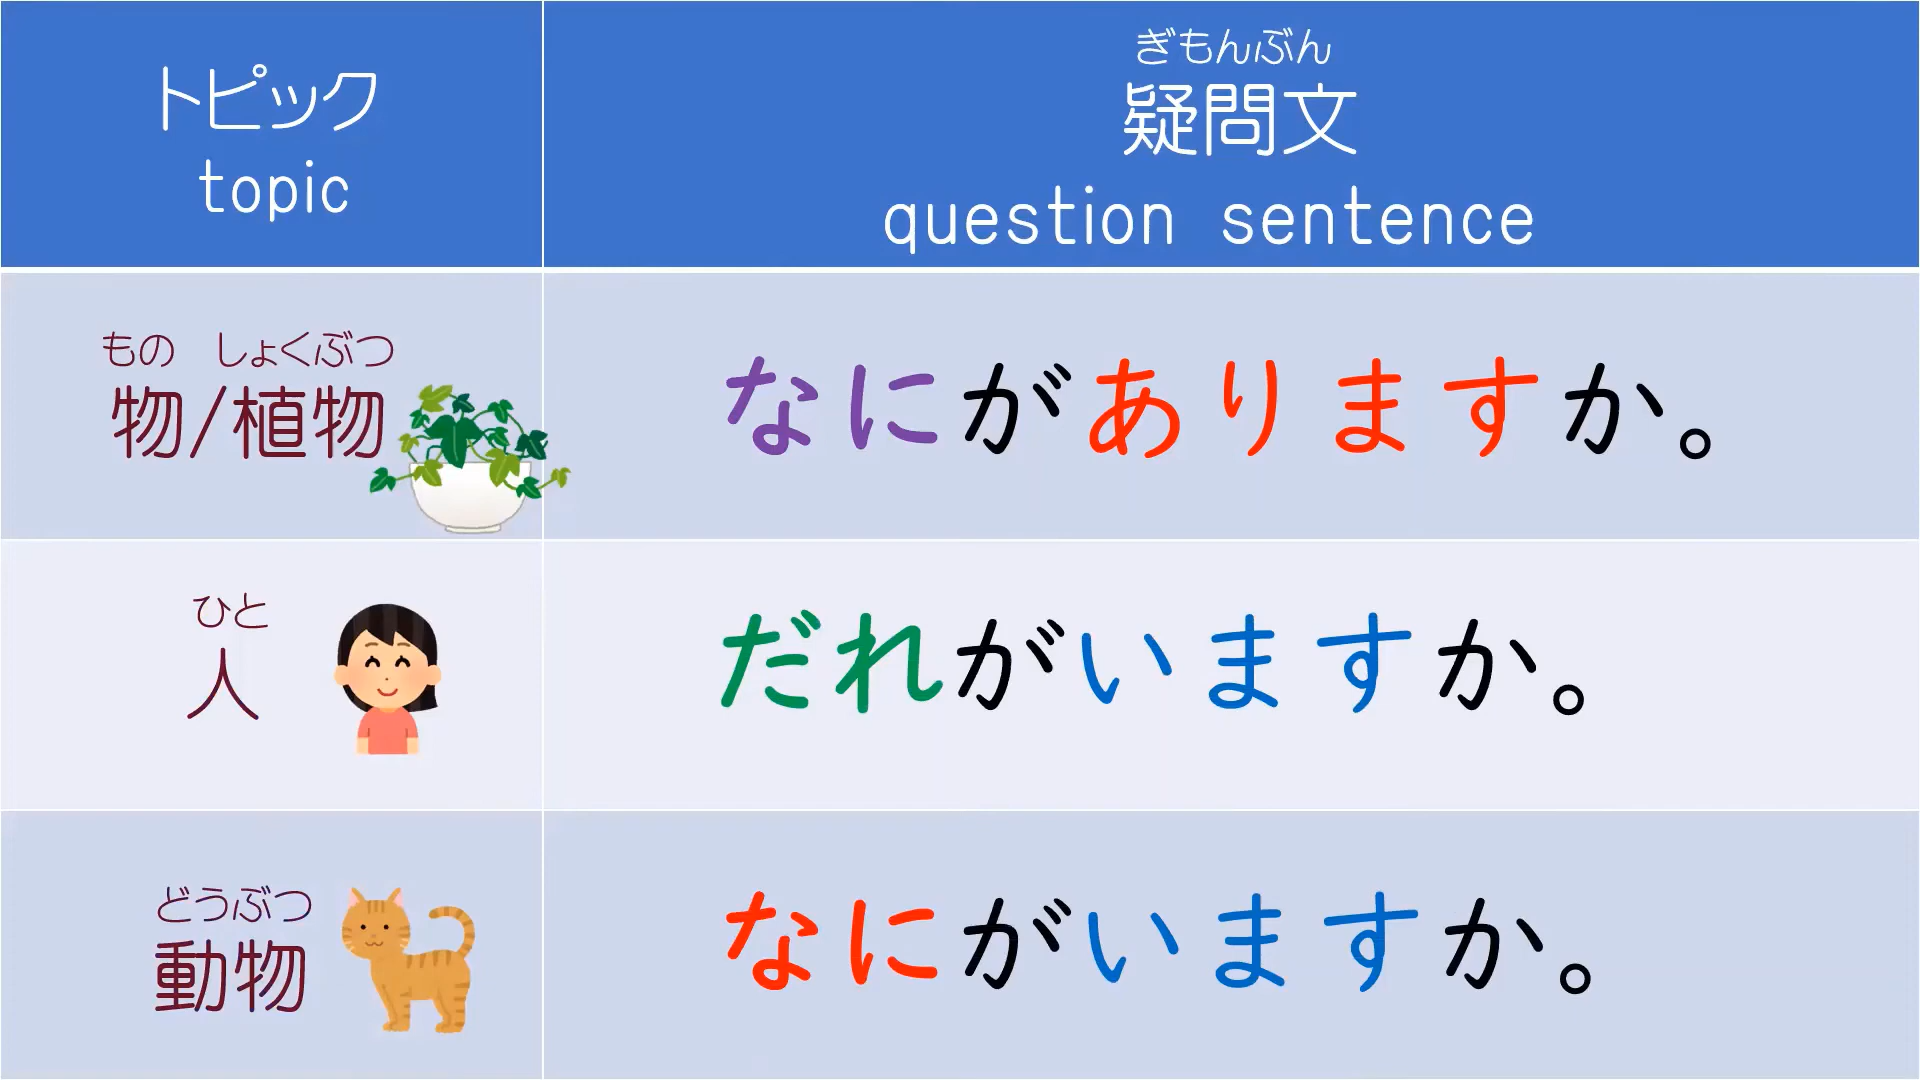 トピック
topic
ぎもんぶん
疑問文
question sentence
もの しょくぶつ
物/植物
なにがありますか。
ひと
人
だれがいますか。
どうぶつ
動物
なにがいますか。